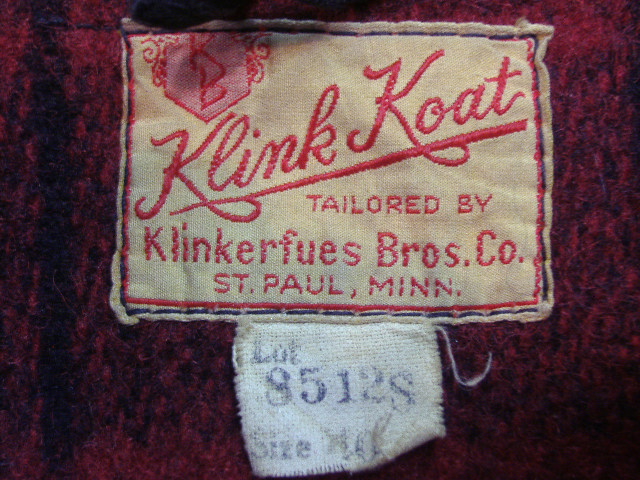 Klink Koat
TAILORED BY
Klinkerfues Bros. Co.
ST. PAUL, MINN.
Lot
8512S
Size